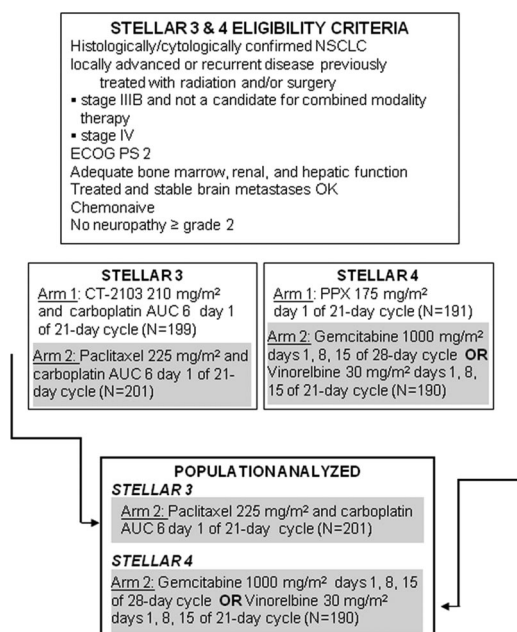 STELLAR 3 & 4 ELIGIBILITY CRITERIA
Histologically/cytologically confirmed NSCLC
locally advanced or recurrent disease previously
treated with radiation and/or surgery
▪ stage IIIB and not a candidate for combined modality
therapy
▪ stage IV
ECOG PS 2
Adequate bone marrow, renal, and hepatic function
Treated and stable brain metastases OK
Chemonaive
No neuropathy ≥ grade 2
STELLAR 3
Arm 1: CT-2103 210 mg/m²
and carboplatin AUC 6 day 1
of 21-day cycle (N=199)
Arm 2: Paclitaxel 225 mg/m² and
carboplatin AUC 6 day 1 of 21-
day cycle (N=201)
STELLAR 4
Arm 1: PPX 175 mg/m²
day 1 of 21-day cycle (N=191)
Arm 2: Gemcitabine 1000 mg/m²
days 1, 8, 15 of 28-day cycle OR
Vinorelbine 30 mg/m² days 1, 8,
15 of 21-day cycle (N=190)
POPULATION ANALYZED
STELLAR 3
Arm 2: Paclitaxel 225 mg/m² and carboplatin
AUC 6 day 1 of 21-day cycle (N=201)
STELLAR 4
Arm 2: Gemcitabine 1000 mg/m² days 1, 8, 15
of 28-day cycle OR Vinorelbine 30 mg/m²
days 1, 8, 15 of 21-day cycle (N=190)